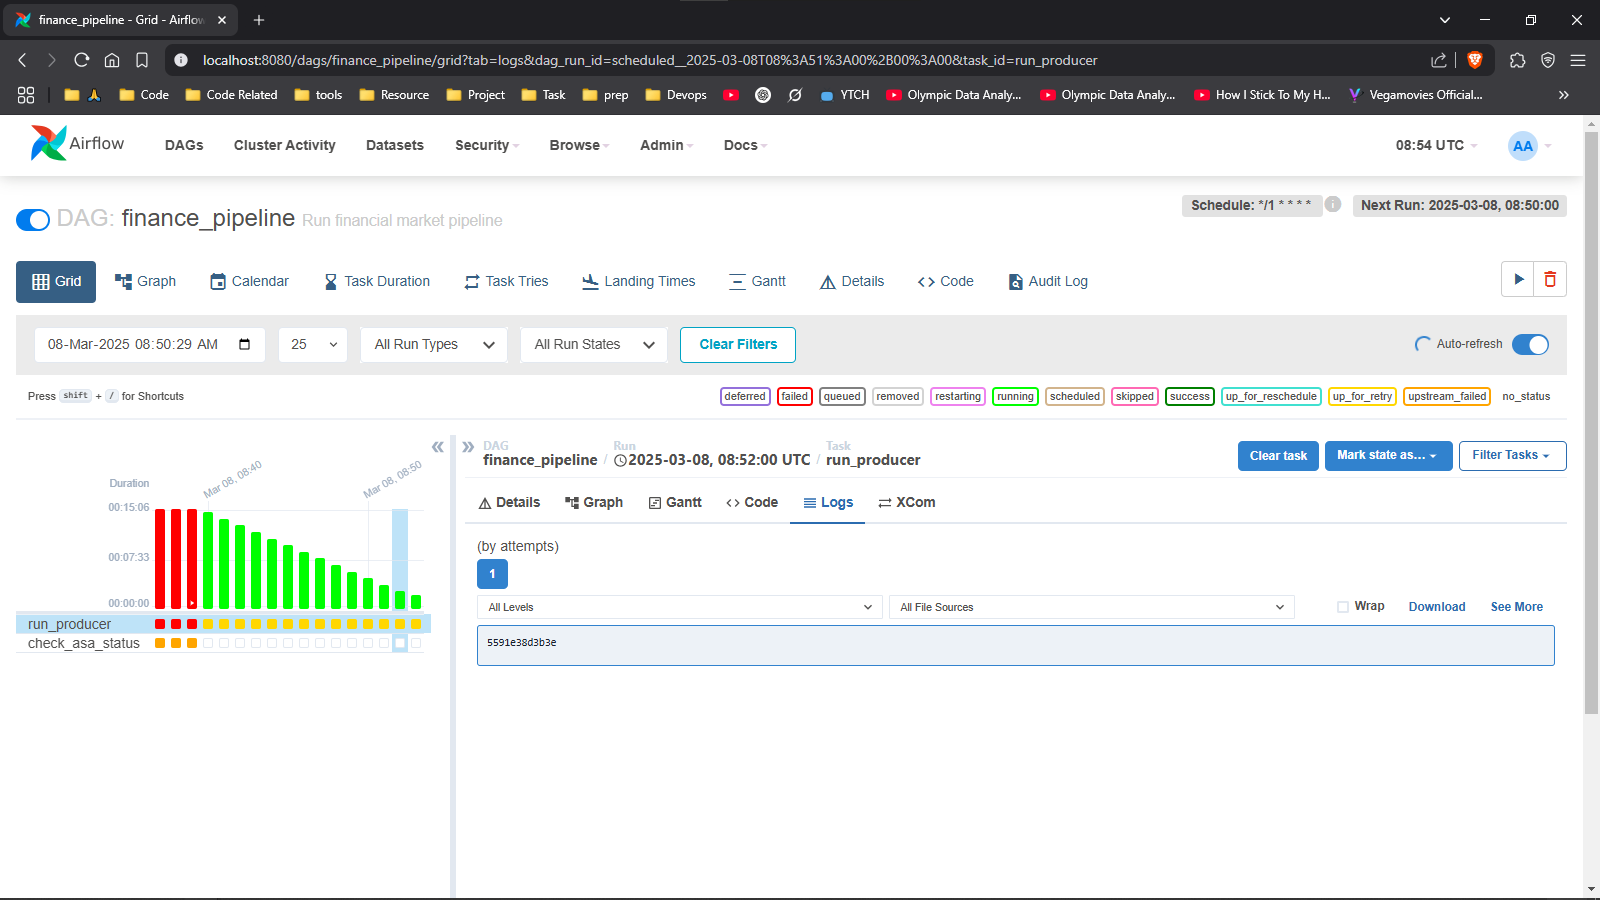 finance_pipeline - Grid - Airflow
localhost:8080/dags/finance_pipeline/grid?tab=logs&dag_run_id=scheduled__2025-03-08T08%3A51%3A00%2B00%3A00&task_id=run_producer
Code Code Related tools Resource Project Task prep Devops YTCH Olympic Data Analy... Olympic Data Analy... How I Stick To My H... Vegamovies Official...
Airflow DAGs Cluster Activity Datasets Security Browse Admin Docs 08:54 UTC AA
DAG: finance_pipeline Run financial market pipeline
Schedule: */1 * * * * i Next Run: 2025-03-08, 08:50:00
Grid Graph Calendar Task Duration Task Tries Landing Times Gantt Details Code Audit Log
08-Mar-2025 08:50:29 AM 25 All Run Types All Run States Clear Filters Auto-refresh
Press shift + / for Shortcuts
deferred failed queued removed restarting running scheduled skipped success up_for_reschedule up_for_retry upstream_failed no_status
DAG Run Task
finance_pipeline / 2025-03-08, 08:52:00 UTC / run_producer
Clear task Mark state as... Filter Tasks
Mar 08, 08:40 Mar 08, 08:50
Duration
00:15:06
00:07:33
00:00:00
run_producer
check_asa_status
Details Graph Gantt Code Logs XCom
(by attempts)
1
All Levels All File Sources Wrap Download See More
5591e38d3b3e